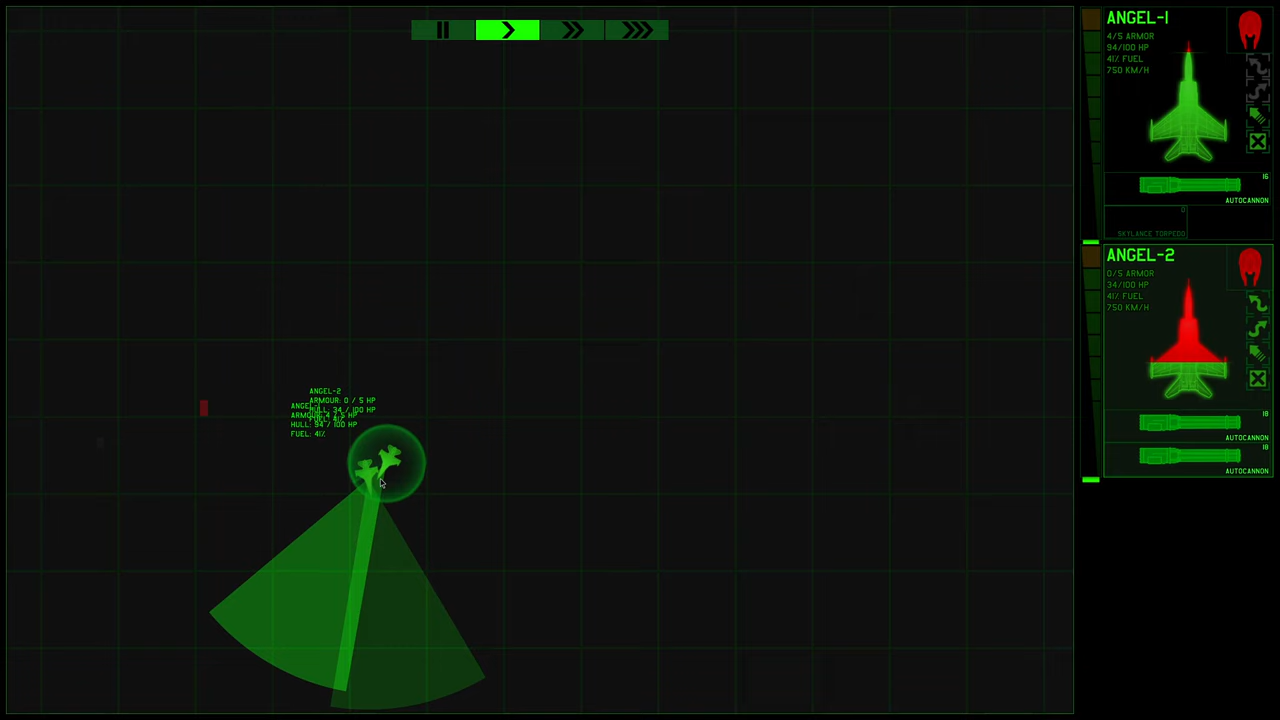 ANGEL-1
4/5 ARMOR
94/100 HP
41% FUEL
750 KM/H
16
AUTOCANNON
0
SKYLANCE TORPEDO
ANGEL-2
0/5 ARMOR
34/100 HP
41% FUEL
750 KM/H
18
AUTOCANNON
18
AUTOCANNON
ANGEL-2
ARMOUR: 0 / 5 HP
HULL: 34 / 100 HP
HULL: 94 / 100 HP
FUEL: 41%